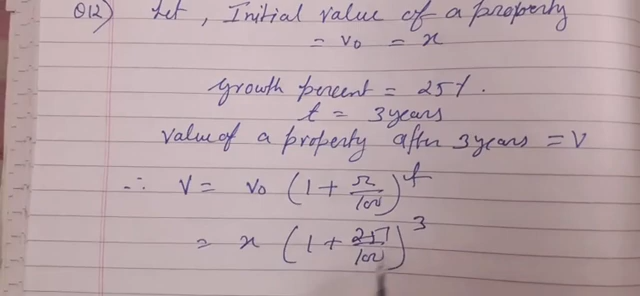 Q12) Let, Initial value of a property
= V₀ = x
growth percent = 25%.
t = 3 years
Value of a property after 3 years = V
∴ V = V₀ (1 + r/100)^t
= x (1 + 25/100)^3